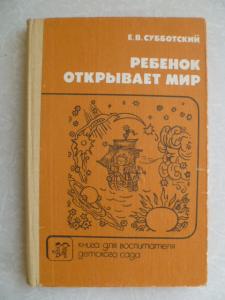 Е.В.СУББОТСКИЙ
РЕБЕНОК
ОТКРЫВАЕТ МИР
книга для воспитателя
детского сада